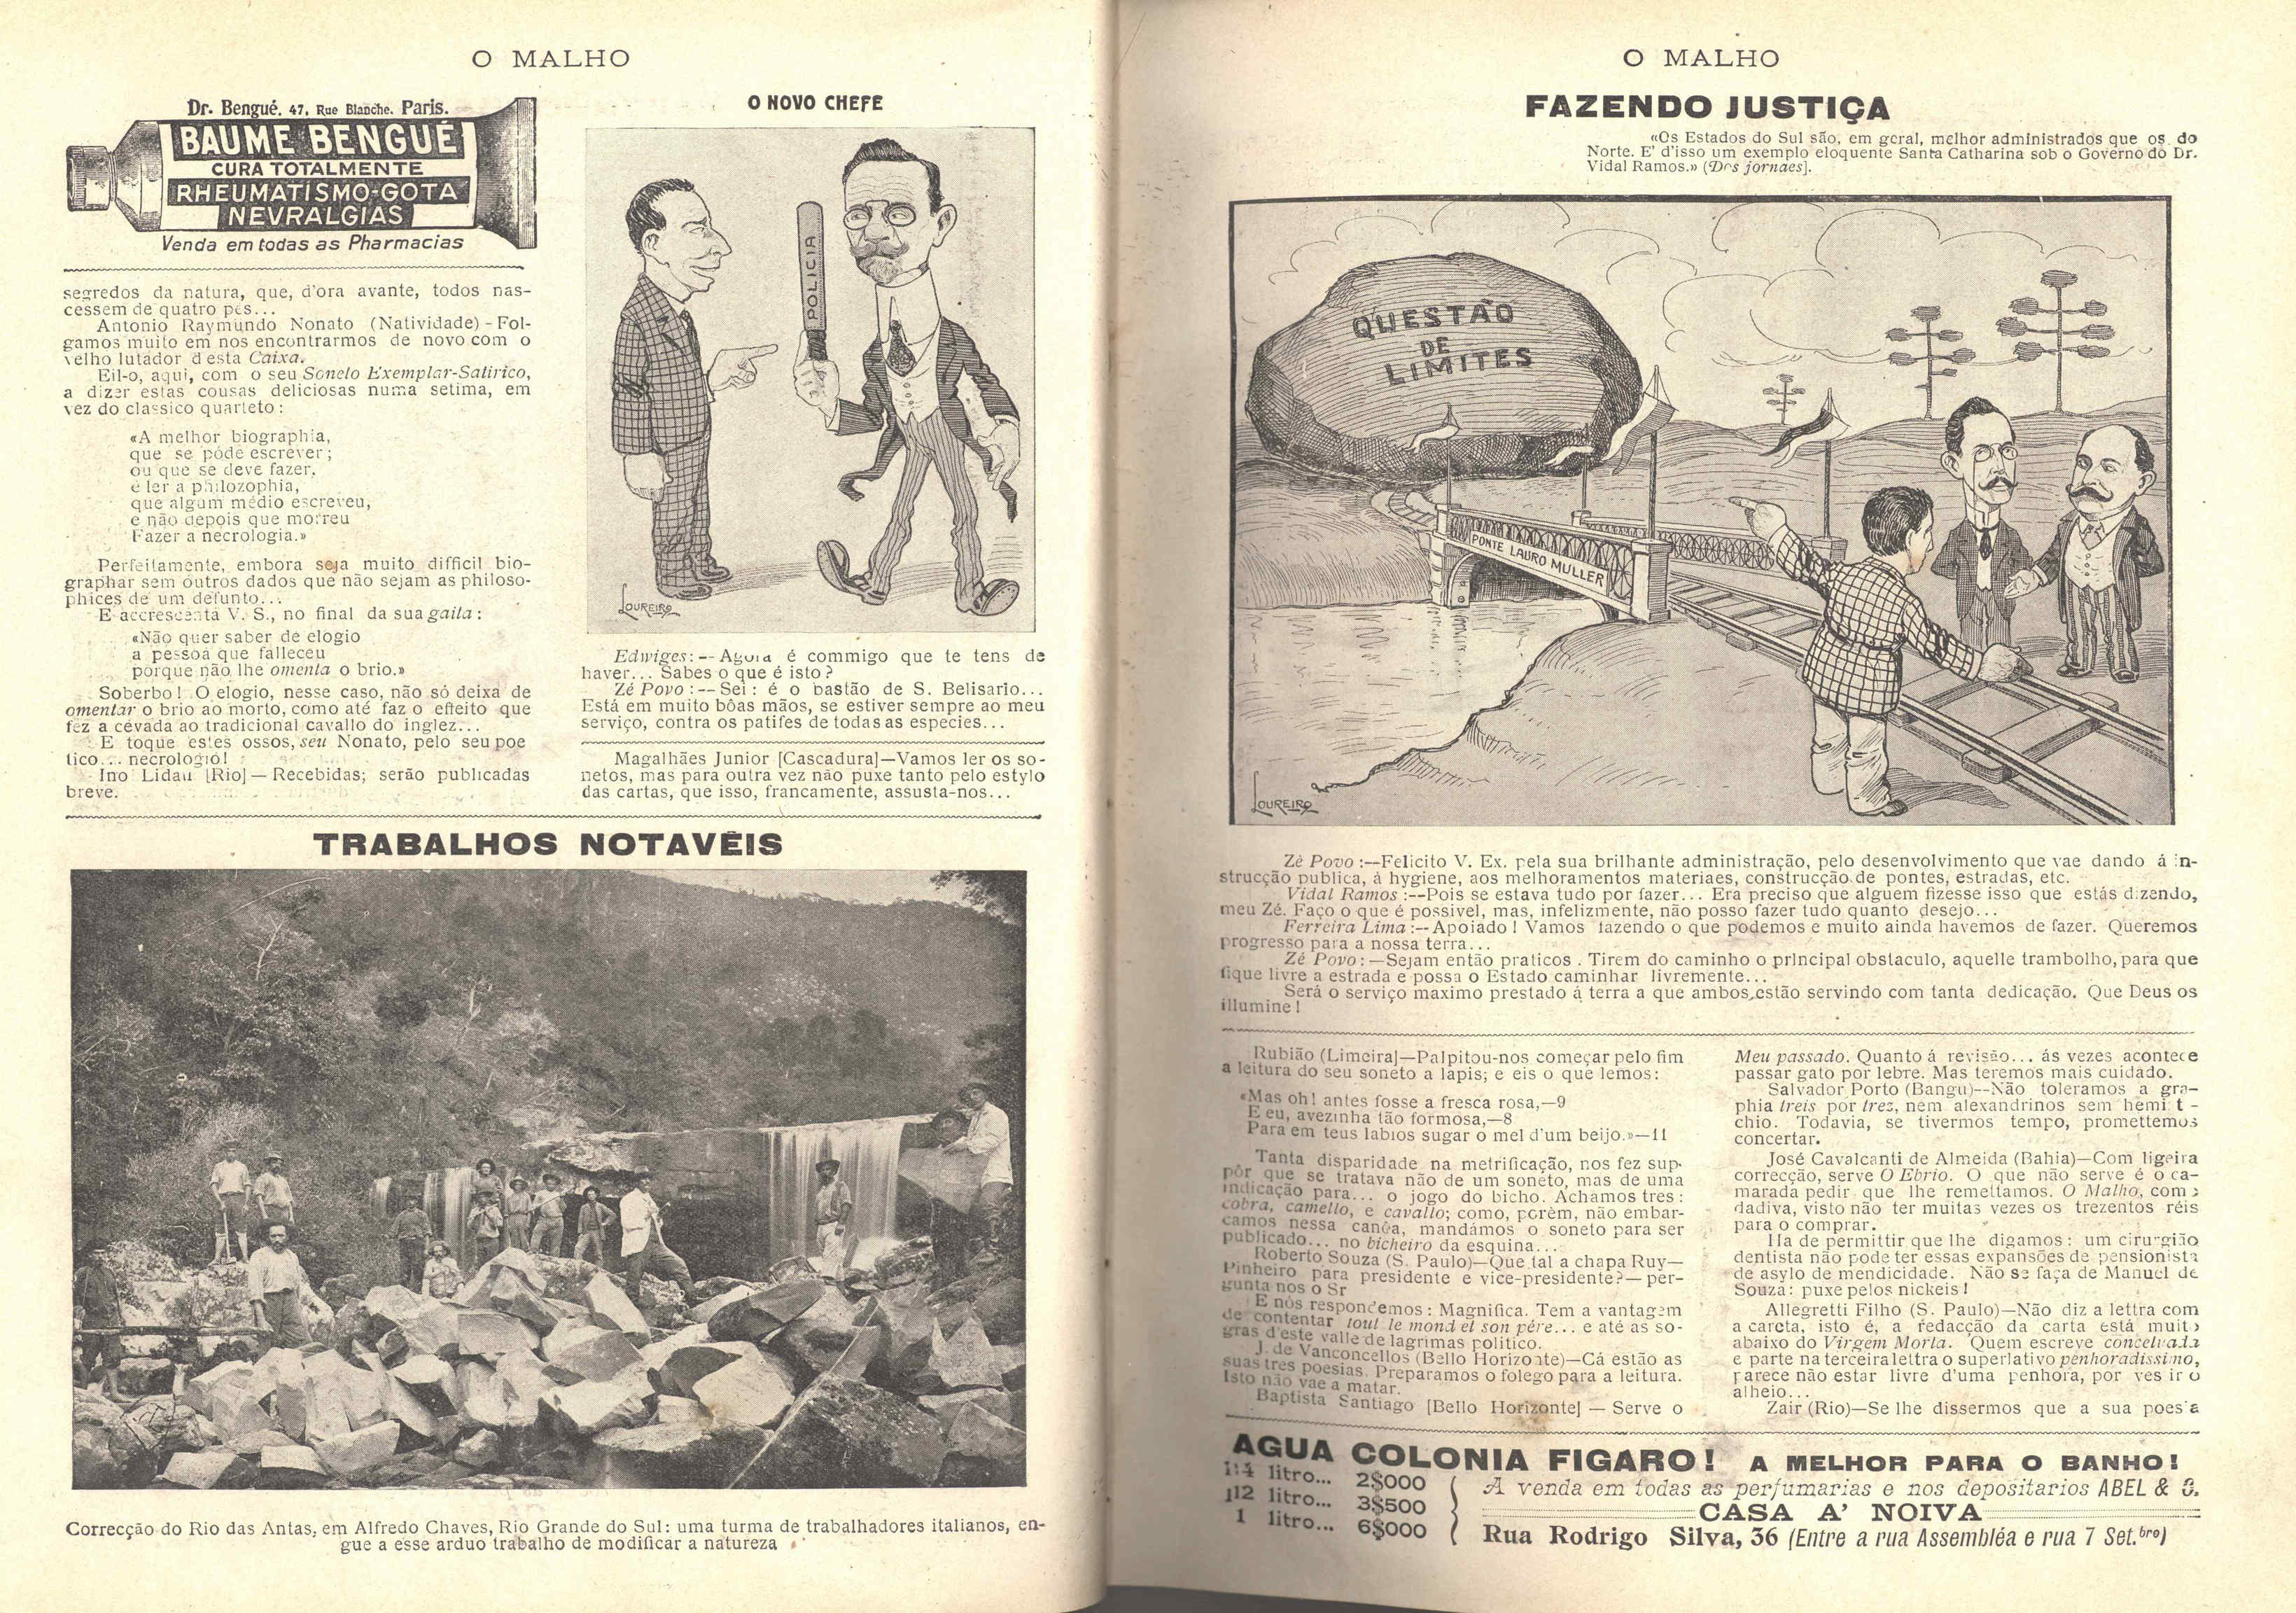 O MALHO
Dr. Bengué. 47, Rue Blanche. Paris.
BAUME BENGUÉ
CURA TOTALMENTE
RHEUMATISMO-GOTA
NEVRALGIAS
Venda em todas as Pharmacias
segredos da natura, que, d'ora avante, todos nas-
cessem de quatro pés...
Antonio Raymundo Nonato (Natividade) - Fol-
gamos muito em nos encontrarmos de novo com o
velho lutador d esta Caixa.
Eil-o, aqui, com o seu Soneto Exemplar-Satirico,
a dizer estas cousas deliciosas numa setima, em
vez do classico quarteto:
«A melhor biographia,
que se póde escrever;
ou que se deve fazer,
é ler a philozophia,
que algum médio escreveu,
e não depois que morreu
Fazer a necrologia.»
Perfeitamente, embora seja muito difficil bio-
graphar sem outros dados que não sejam as philoso-
phices de um defunto...
E accrescenta V. S., no final da sua gaita:
«Não quer saber de elogio
a pessoa que falleceu
porque não lhe omenta o brio.»
Soberbo! O elogio, nesse caso, não só deixa de
omentar o brio ao morto, como até faz o effeito que
fez a cevada ao tradicional cavallo do inglez...
E toque estes ossos, seu Nonato, pelo seu poe
tico... necrologio!
Ino Lidau [Rio] — Recebidas; serão publicadas
breve.
O NOVO CHEFE
POLICIA
LOUREIRO
Edwiges: -- Agora é commigo que te tens de
haver... Sabes o que é isto?
Zé Povo: -- Sei: é o bastão de S. Belisario...
Está em muito bôas mãos, se estiver sempre ao meu
serviço, contra os patifes de todas as especies...
Magalhães Junior [Cascadura]—Vamos ler os so-
netos, mas para outra vez não puxe tanto pelo estylo
das cartas, que isso, francamente, assusta-nos...
TRABALHOS NOTAVÉIS
Correcção do Rio das Antas, em Alfredo Chaves, Rio Grande do Sul: uma turma de trabalhadores italianos, en-
gue a esse arduo trabalho de modificar a natureza
O MALHO
FAZENDO JUSTIÇA
«Os Estados do Sul são, em geral, melhor administrados que os do
Norte. E' d'isso um exemplo eloquente Santa Catharina sob o Governo do Dr.
Vidal Ramos.» (Drs jornaes].
QUESTÃO
DE
LIMITES
PONTE LAURO MULLER
LOUREIRO
Zé Povo :—Felicito V. Ex. pela sua brilhante administração, pelo desenvolvimento que vae dando á in-
strucção publica, á hygiene, aos melhoramentos materiaes, construcção de pontes, estradas, etc.
Vidal Ramos :—Pois se estava tudo por fazer... Era preciso que alguem fizesse isso que estás dizendo,
meu Zé. Faço o que é possivel, mas, infelizmente, não posso fazer tudo quanto desejo...
Ferreira Lima :-- Apoiado ! Vamos fazendo o que podemos e muito ainda havemos de fazer. Queremos
progresso para a nossa terra...
Zé Povo : —Sejam então praticos . Tirem do caminho o principal obstaculo, aquelle trambolho, para que
fique livre a estrada e possa o Estado caminhar livremente...
Será o serviço maximo prestado á terra a que ambos estão servindo com tanta dedicação. Que Deus os
illumine !
Rubião (Limeira]—Palpitou-nos começar pelo fim
a leitura do seu soneto a lapis; e eis o que lemos:
«Mas oh! antes fosse a fresca rosa,—9
E eu, avezinha tão formosa,—8
Para em teus labios sugar o mel d'um beijo.»—11
Tanta disparidade na metrificação, nos fez sup-
pôr que se tratava não de um soneto, mas de uma
indicação para... o jogo do bicho. Achamos tres:
cobra, camello, e cavallo; como, porém, não embar-
camos nessa canôa, mandámos o soneto para ser
publicado... no bicheiro da esquina...
Roberto Souza (S. Paulo)—Que tal a chapa Ruy—
Pinheiro para presidente e vice-presidente?—per-
gunta nos o Sr
E nós respondemos: Magnifica. Tem a vantagem
de contentar tout le mond et son pére... e até as so-
gras d'este valle de lagrimas politico.
J. de Vanconcellos (Bello Horizonte)—Cá estão as
suas tres poesias. Preparamos o folego para a leitura.
Isto não vae a matar.
Baptista Santiago [Bello Horizonte] — Serve o
Meu passado. Quanto á revisão... ás vezes acontece
passar gato por lebre. Mas teremos mais cuidado.
Salvador Porto (Bangu)--Não toleramos a gra-
phia treis por trez, nem alexandrinos sem hemi t -
chio. Todavia, se tivermos tempo, promettemos
concertar.
José Cavalcanti de Almeida (Bahia)—Com ligeira
correcção, serve O Ebrio. O que não serve é o ca-
marada pedir que lhe remettamos. O Malho, como
dadiva, visto não ter muitas vezes os trezentos réis
para o comprar.
Ha de permittir que lhe digamos: um cirurgião
dentista não pode ter essas expansões de pensionista
de asylo de mendicidade. Não se faça de Manuel de
Souza: puxe pelos nickeis !
Allegretti Filho (S. Paulo)—Não diz a lettra com
a careta, isto é, a redacção da carta está muito
abaixo do Virgem Morta. Quem escreve conceluada
e parte na terceira lettra o superlativo penhoradissimo,
parece não estar livre d'uma penhora, por ves ir o
alheio...
Zair (Rio)—Se lhe dissermos que a sua poesia
AGUA COLONIA FIGARO! A MELHOR PARA O BANHO!
1|4 litro... 2$000
1|2 litro... 3$500
1 litro... 6$000
A venda em todas as perfumarias e nos depositarios ABEL & C.
CASA A' NOIVA
Rua Rodrigo Silva, 36 (Entre a rua Assembléa e rua 7 Set.bro)